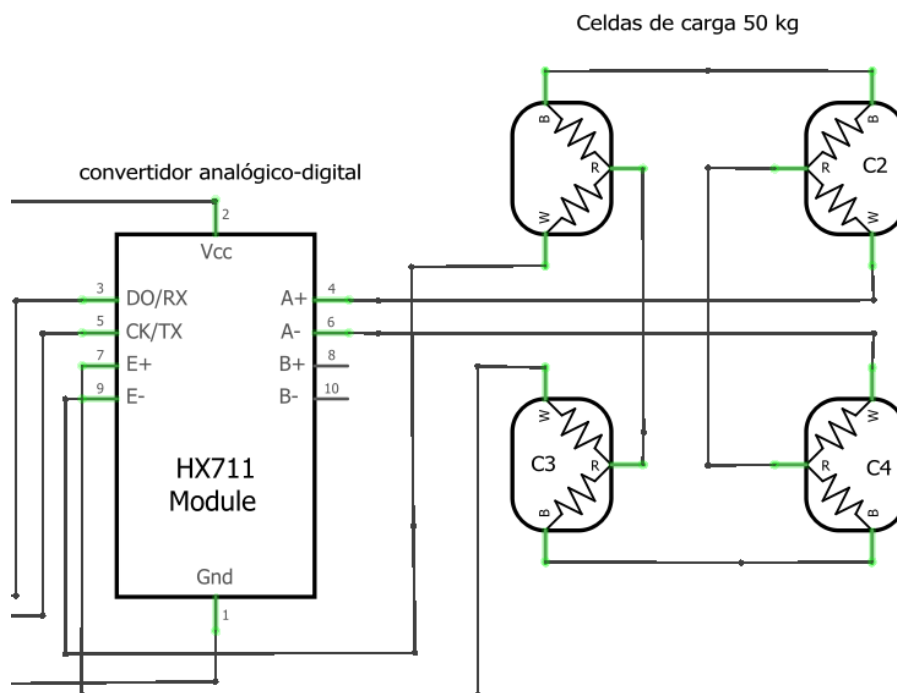 Celdas de carga 50 kg
convertidor analógico-digital
2
Vcc
3 DO/RX A+ 4
5 CK/TX A- 6
7 E+ B+ 8
9 E- B- 10
HX711
Module
Gnd
1
B
R
W
B
R
W
C2
W
R
B
C3
W
R
B
C4